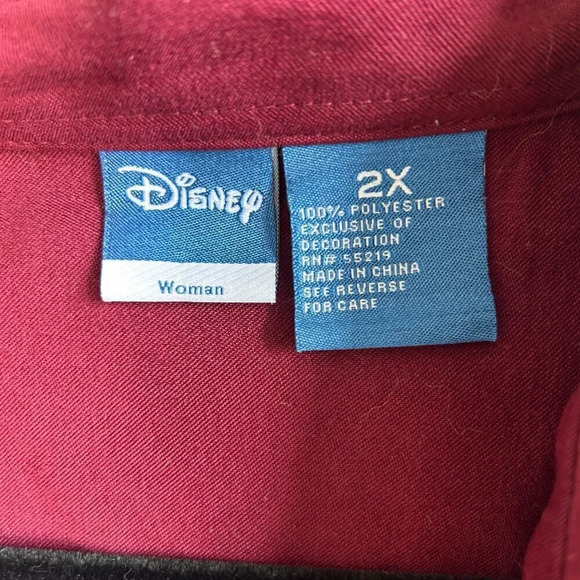 Disney
Woman
2X
100% POLYESTER
EXCLUSIVE OF
DECORATION
RN# 55219
MADE IN CHINA
SEE REVERSE
FOR CARE